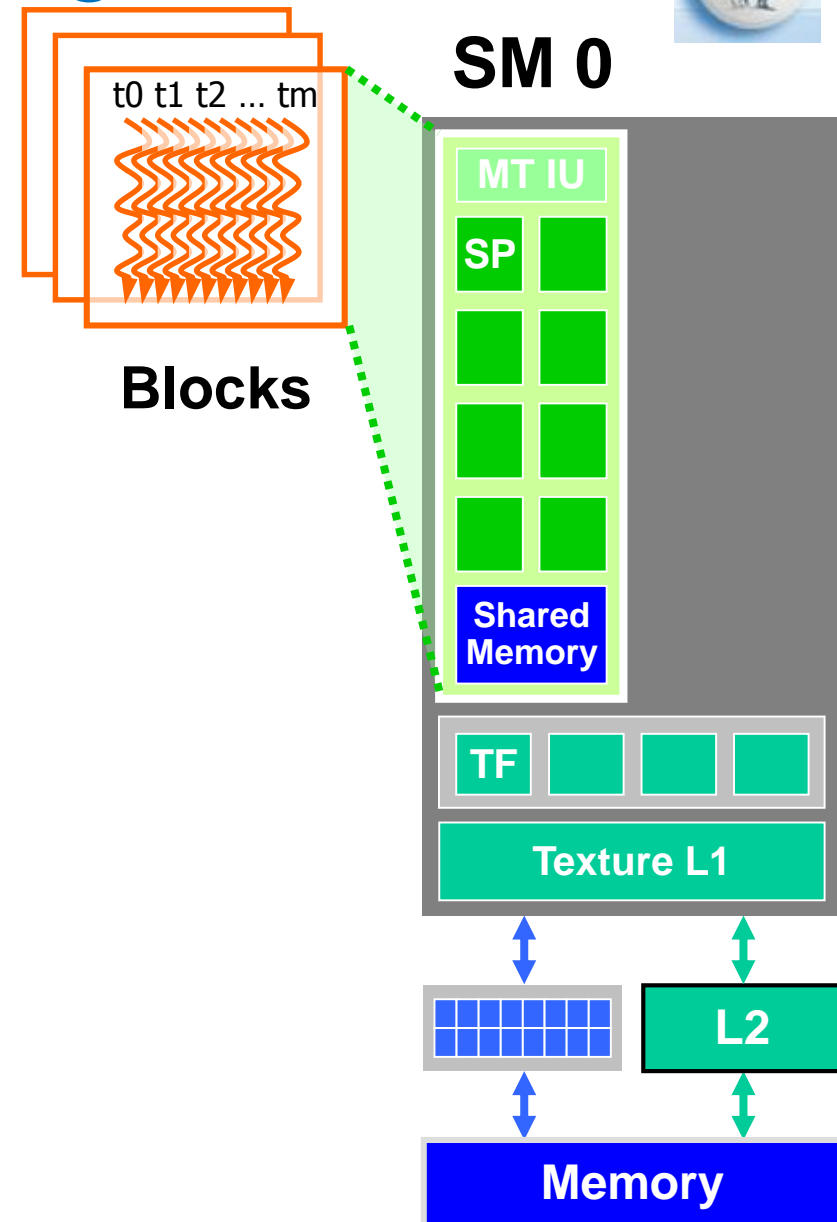 SM 0
t0 t1 t2 ... tm
MT IU
SP
Blocks
Shared
Memory
TF
Texture L1
L2
Memory